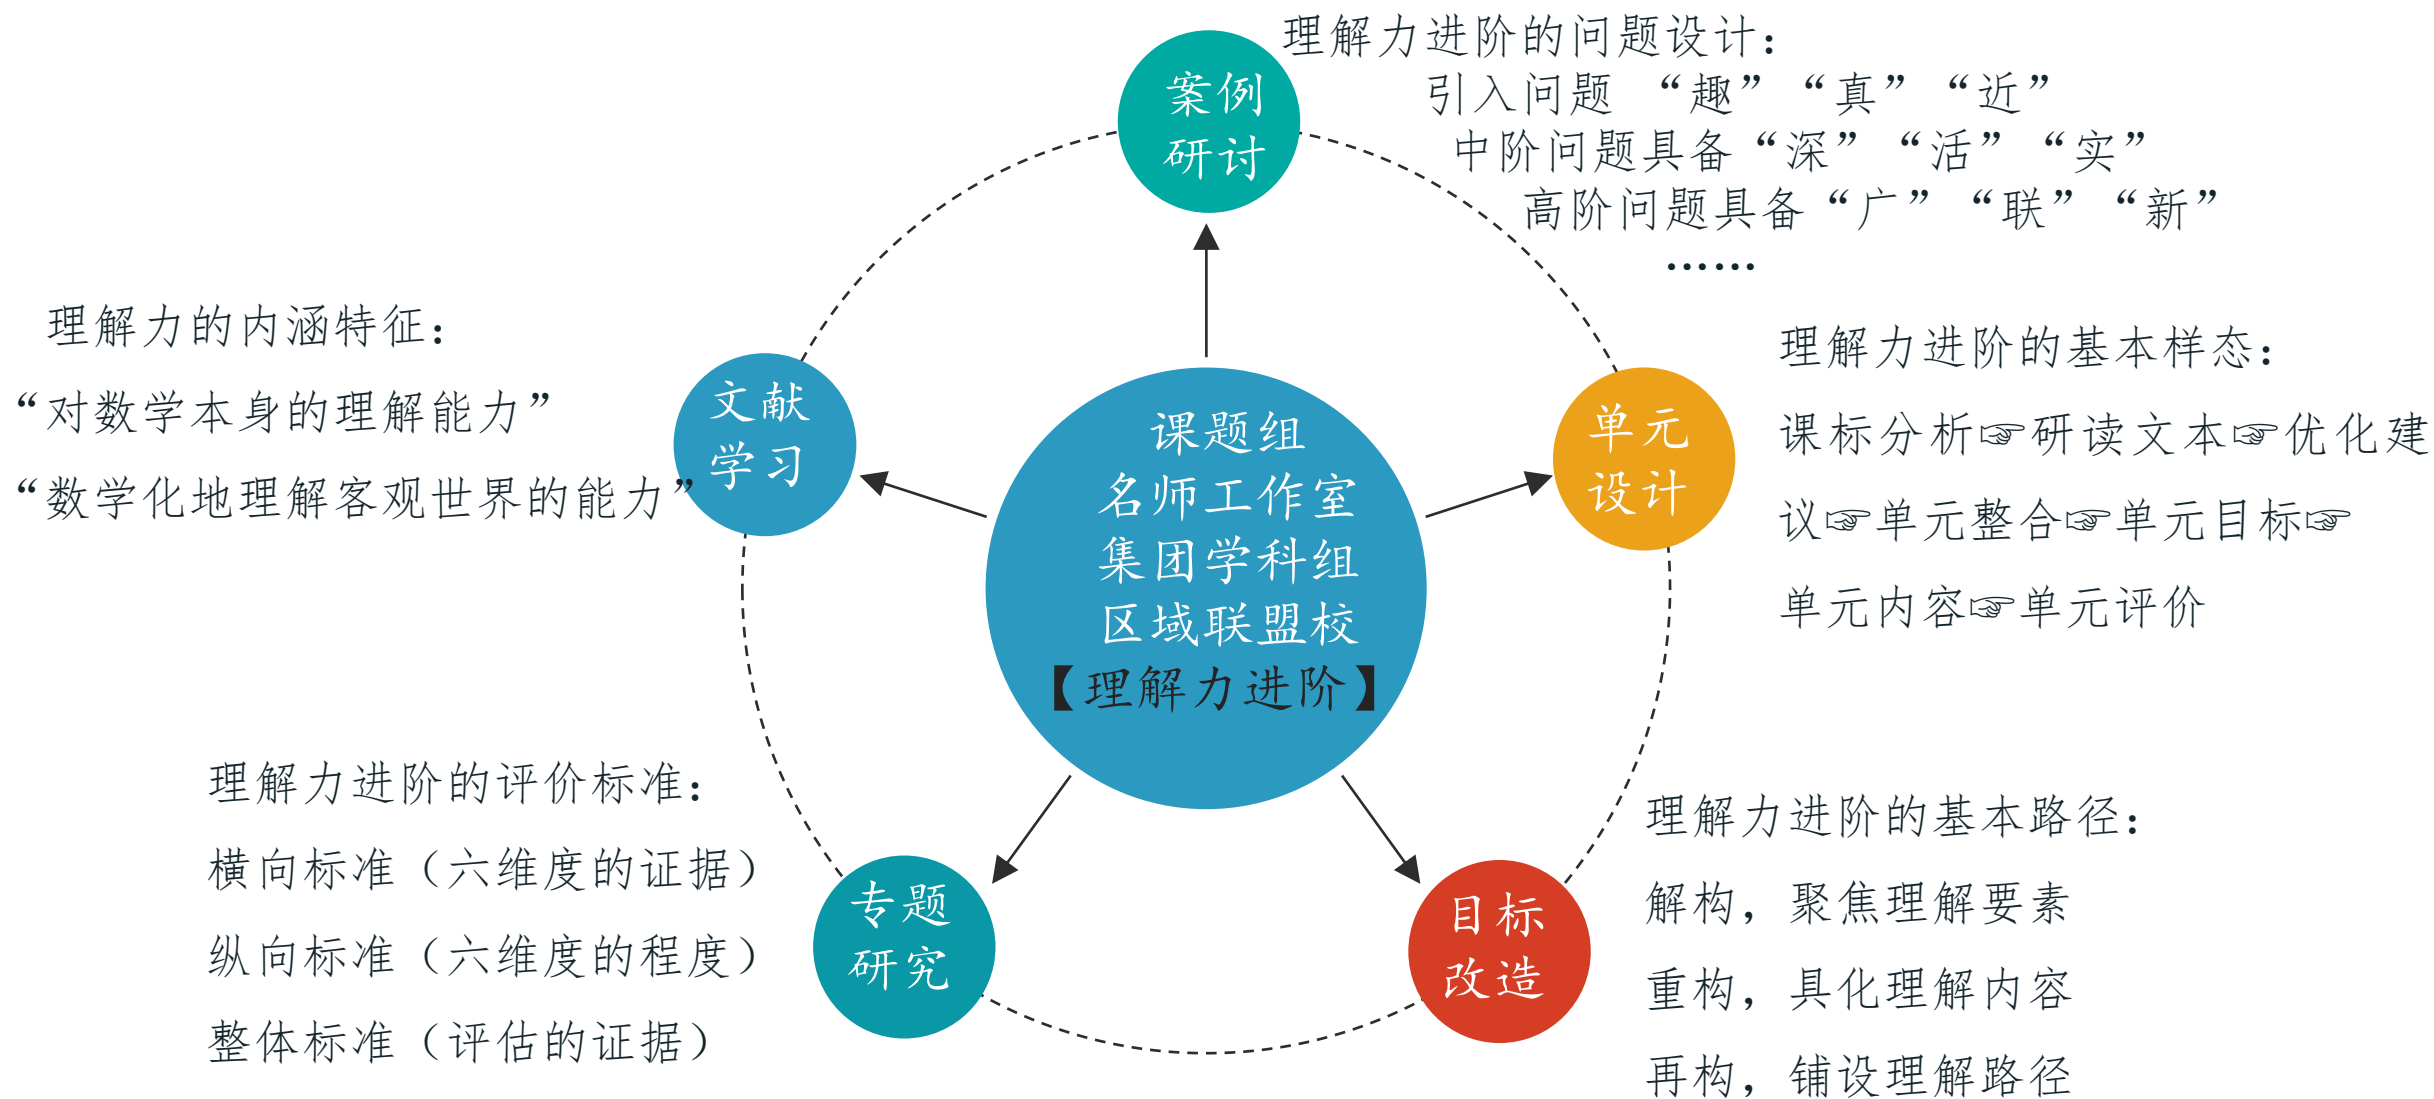 案例
研讨
理解力进阶的问题设计：
引入问题 “趣”“真”“近”
中阶问题具备“深”“活”“实”
高阶问题具备“广”“联”“新”
……
理解力的内涵特征：
“对数学本身的理解能力”
“数学化地理解客观世界的能力”
文献
学习
课题组
名师工作室
集团学科组
区域联盟校
【理解力进阶】
单元
设计
理解力进阶的基本样态：
课标分析☞研读文本☞优化建
议☞单元整合☞单元目标☞
单元内容☞单元评价
理解力进阶的评价标准：
横向标准（六维度的证据）
纵向标准（六维度的程度）
整体标准（评估的证据）
专题
研究
目标
改造
理解力进阶的基本路径：
解构，聚焦理解要素
重构，具化理解内容
再构，铺设理解路径